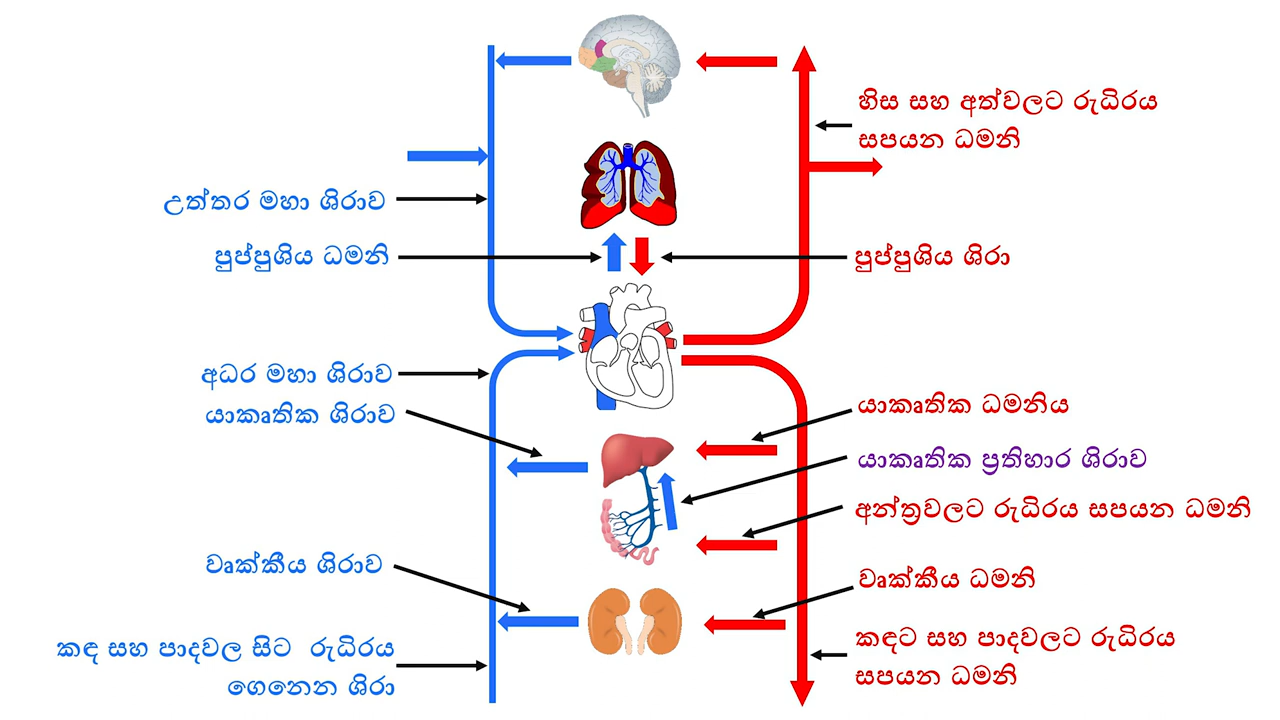 හිස සහ අත්වලට රුධිරය
සපයන ධමනි
උත්තර මහා ශිරාව
පුප්පුශිය ධමනි
පුප්පුශිය ශිරා
අධර මහා ශිරාව
යාකෘතික ශිරාව
යාකෘතික ධමනිය
යාකෘතික ප්‍රතිහාර ශිරාව
අන්ත්‍රවලට රුධිරය සපයන ධමනි
වෘක්කීය ශිරාව
වෘක්කීය ධමනි
කඳ සහ පාදවල සිට රුධිරය
ගෙනෙන ශිරා
කඳට සහ පාදවලට රුධිරය
සපයන ධමනි